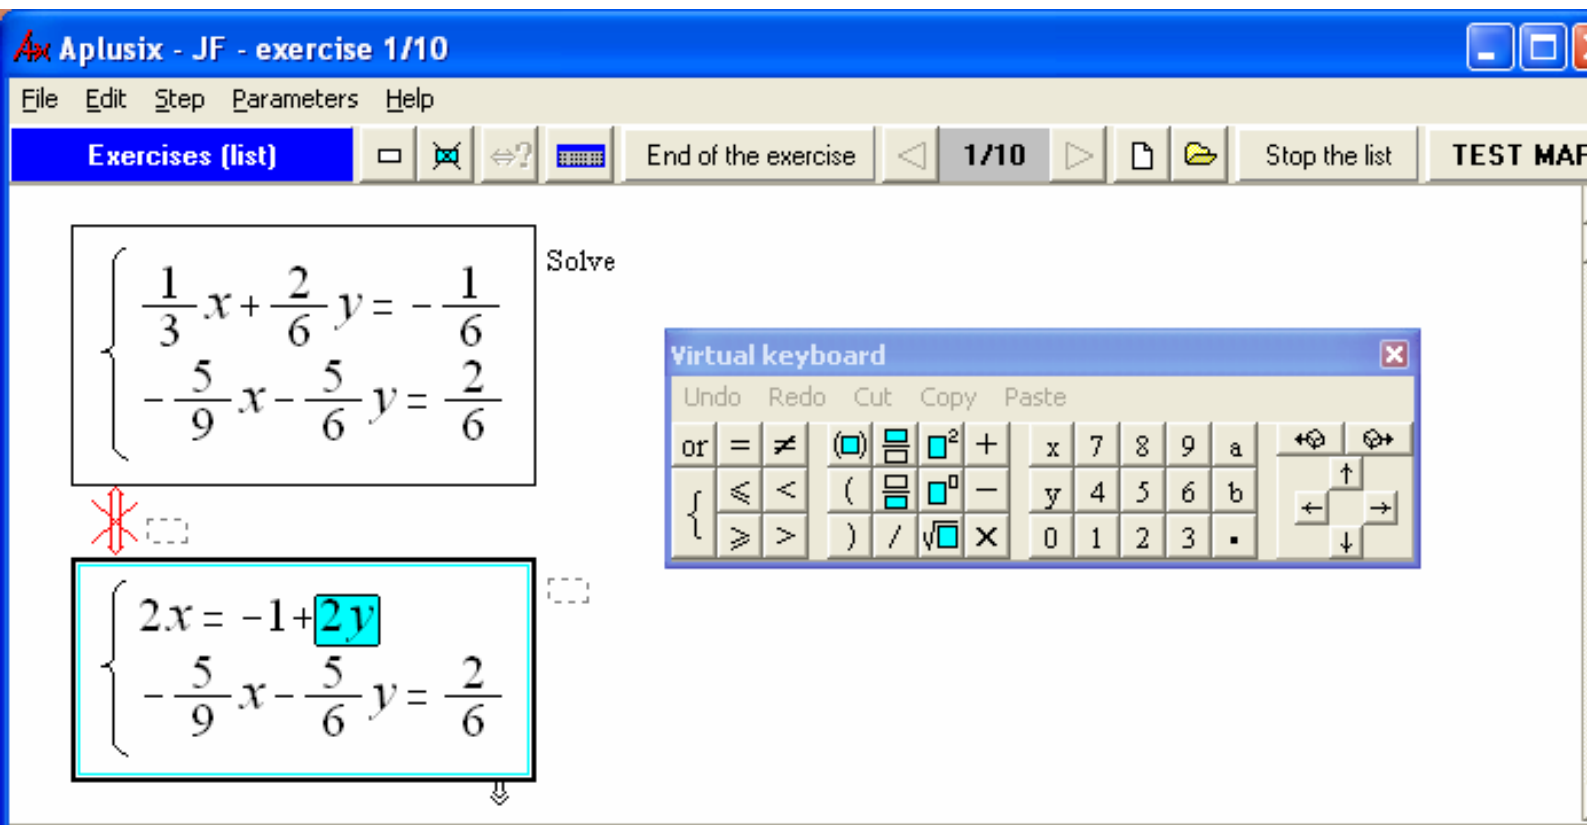 Aplusix - JF - exercise 1/10
File Edit Step Parameters Help
Exercises (list) ⇔? End of the exercise 1/10 Stop the list TEST MAP
1/3 x + 2/6 y = - 1/6
Solve
- 5/9 x - 5/6 y = 2/6
Virtual keyboard
Undo Redo Cut Copy Paste
or = ≠ (□) □² + x 7 8 9 a
{ ⩽ < ( □^□ − y 4 5 6 b ↑ ← →
⩾ > ) / √□ × 0 1 2 3 . ↓
2x = -1 + 2y
- 5/9 x - 5/6 y = 2/6